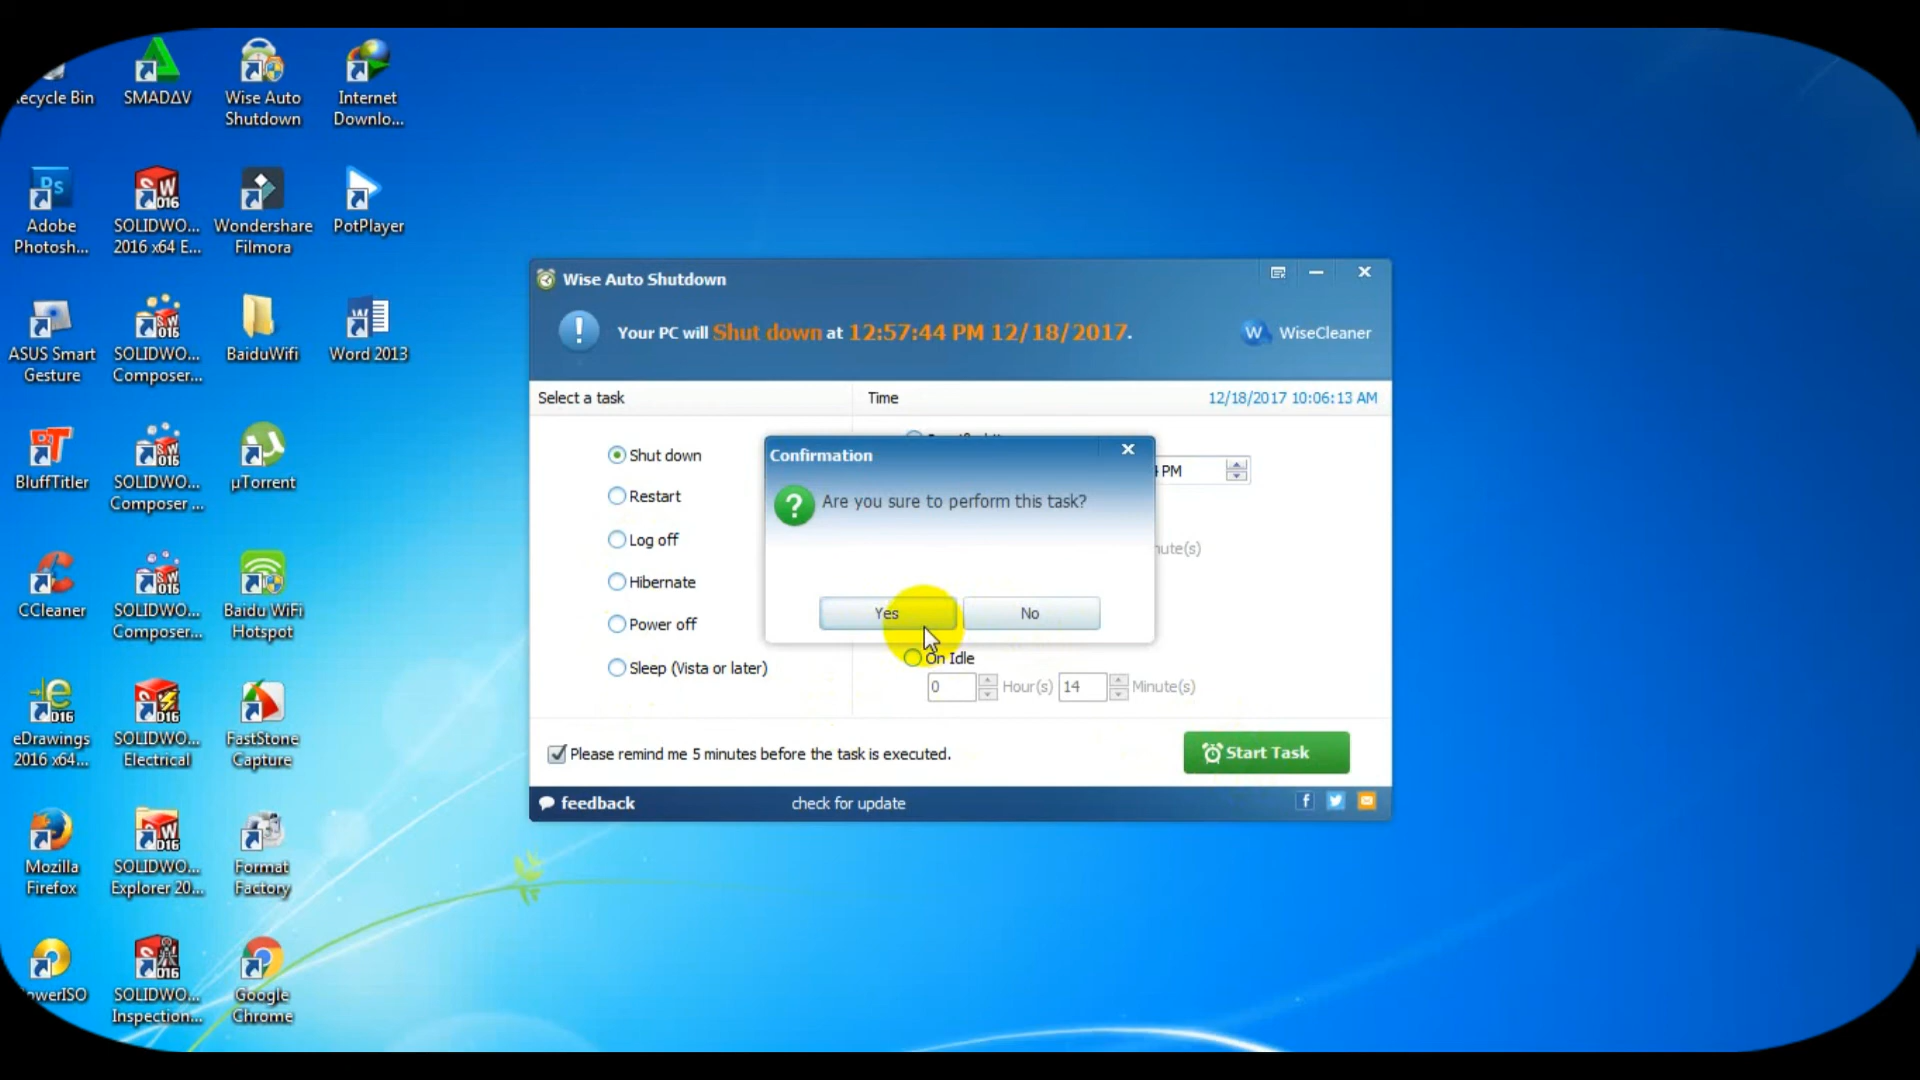 ecycle Bin
SMADΔV
Wise Auto
Shutdown
Internet
Downlo...
Adobe
Photosh...
SOLIDWO...
2016 x64 E...
Wondershare
Filmora
PotPlayer
ASUS Smart
Gesture
SOLIDWO...
Composer...
BaiduWifi
Word 2013
BluffTitler
SOLIDWO...
Composer ...
µTorrent
CCleaner
SOLIDWO...
Composer...
Baidu WiFi
Hotspot
eDrawings
2016 x64...
SOLIDWO...
Electrical
FastStone
Capture
Mozilla
Firefox
SOLIDWO...
Explorer 20...
Format
Factory
owerISO
SOLIDWO...
Inspection...
Google
Chrome
Wise Auto Shutdown
Your PC will Shut down at 12:57:44 PM 12/18/2017.
WiseCleaner
Select a task
Time
12/18/2017 10:06:13 AM
Shut down
Restart
Log off
Hibernate
Power off
Sleep (Vista or later)
PM
nute(s)
Confirmation
Are you sure to perform this task?
Yes
No
On Idle
0 Hour(s) 14 Minute(s)
Please remind me 5 minutes before the task is executed.
Start Task
feedback
check for update